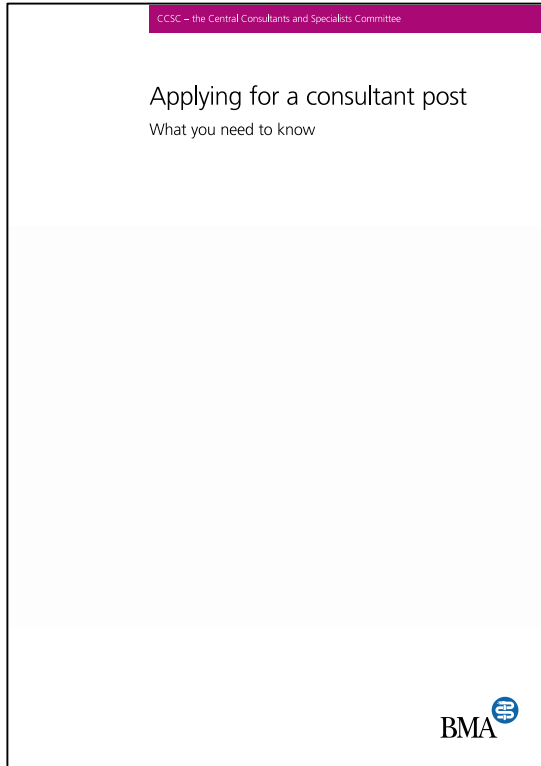 CCSC – the Central Consultants and Specialists Committee
Applying for a consultant post
What you need to know
BMA